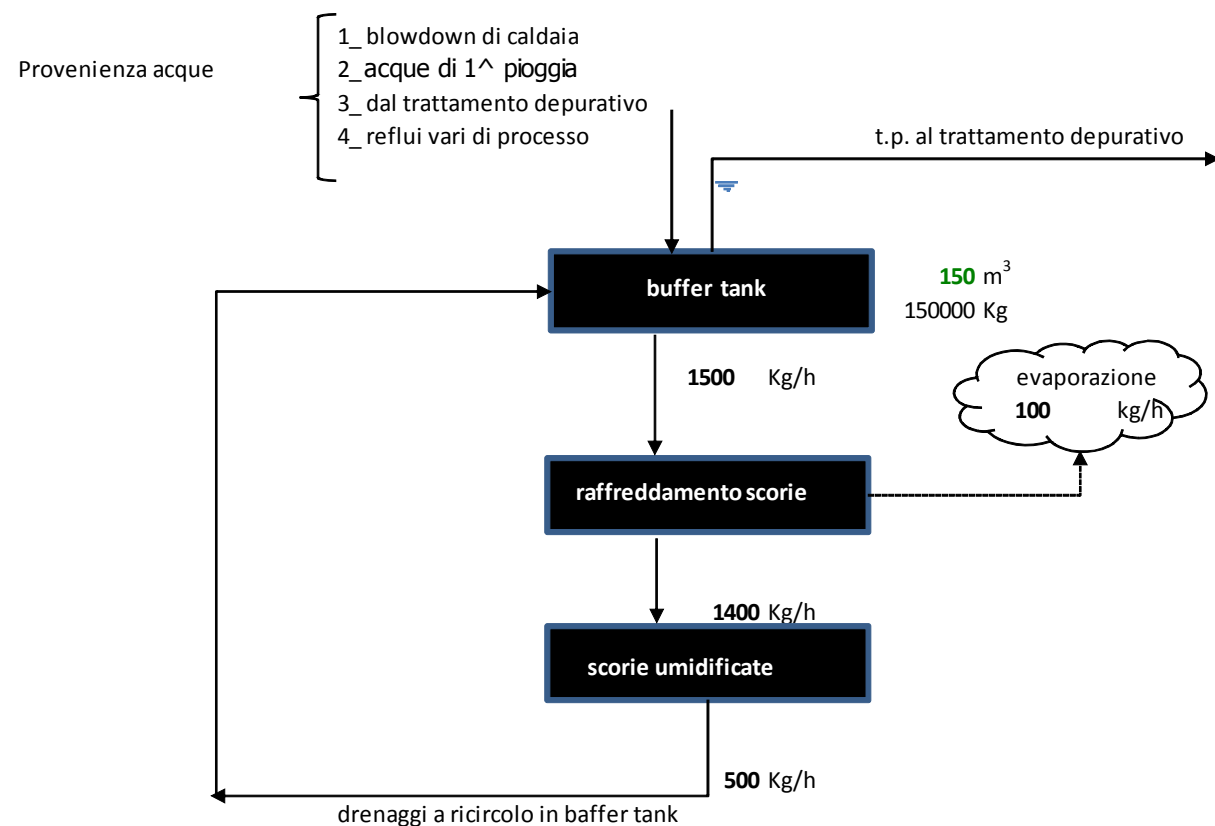 1_ blowdown di caldaia
Provenienza acque
2_ acque di 1^ pioggia
3_ dal trattamento depurativo
4_ reflui vari di processo
t.p. al trattamento depurativo
buffer tank
150 m³
150000 Kg
1500 Kg/h
evaporazione
100 kg/h
raffreddamento scorie
1400 Kg/h
scorie umidificate
500 Kg/h
drenaggi a ricircolo in baffer tank